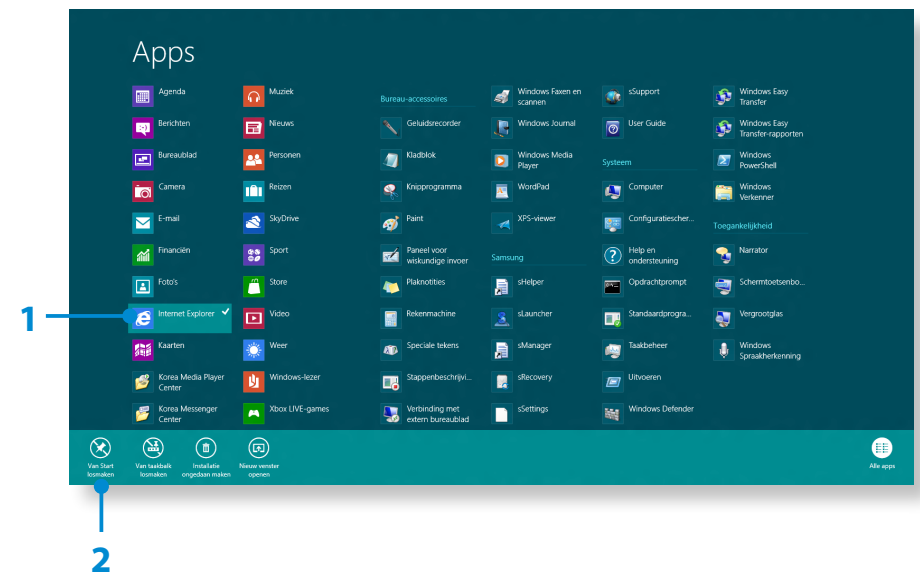 Apps
Agenda
Berichten
Bureaublad
Camera
E-mail
Financiën
Foto's
Internet Explorer
Kaarten
Korea Media Player
Center
Korea Messenger
Center
Muziek
Nieuws
Personen
Reizen
SkyDrive
Sport
Store
Video
Weer
Windows-lezer
Xbox LIVE-games
Bureau-accessoires
Geluidsrecorder
Kladblok
Knipprogramma
Paint
Paneel voor
wiskundige invoer
Plaknotities
Rekenmachine
Speciale tekens
Stappenbeschrijvi...
Verbinding met
extern bureaublad
Windows Faxen en
scannen
Windows Journal
Windows Media
Player
WordPad
XPS-viewer
Samsung
sHelper
sLauncher
sManager
sRecovery
sSettings
sSupport
User Guide
Systeem
Computer
Configuratiescher...
Help en
ondersteuning
Opdrachtprompt
Standaardprogra...
Taakbeheer
Uitvoeren
Windows Defender
Windows Easy
Transfer
Windows Easy
Transfer-rapporten
Windows
PowerShell
Windows
Verkenner
Toegankelijkheid
Narrator
Schermtoetsenbo...
Vergrootglas
Windows
Spraakherkenning
1
Van Start
losmaken
Van taakbalk
losmaken
Installatie
ongedaan maken
Nieuw venster
openen
Alle apps
2